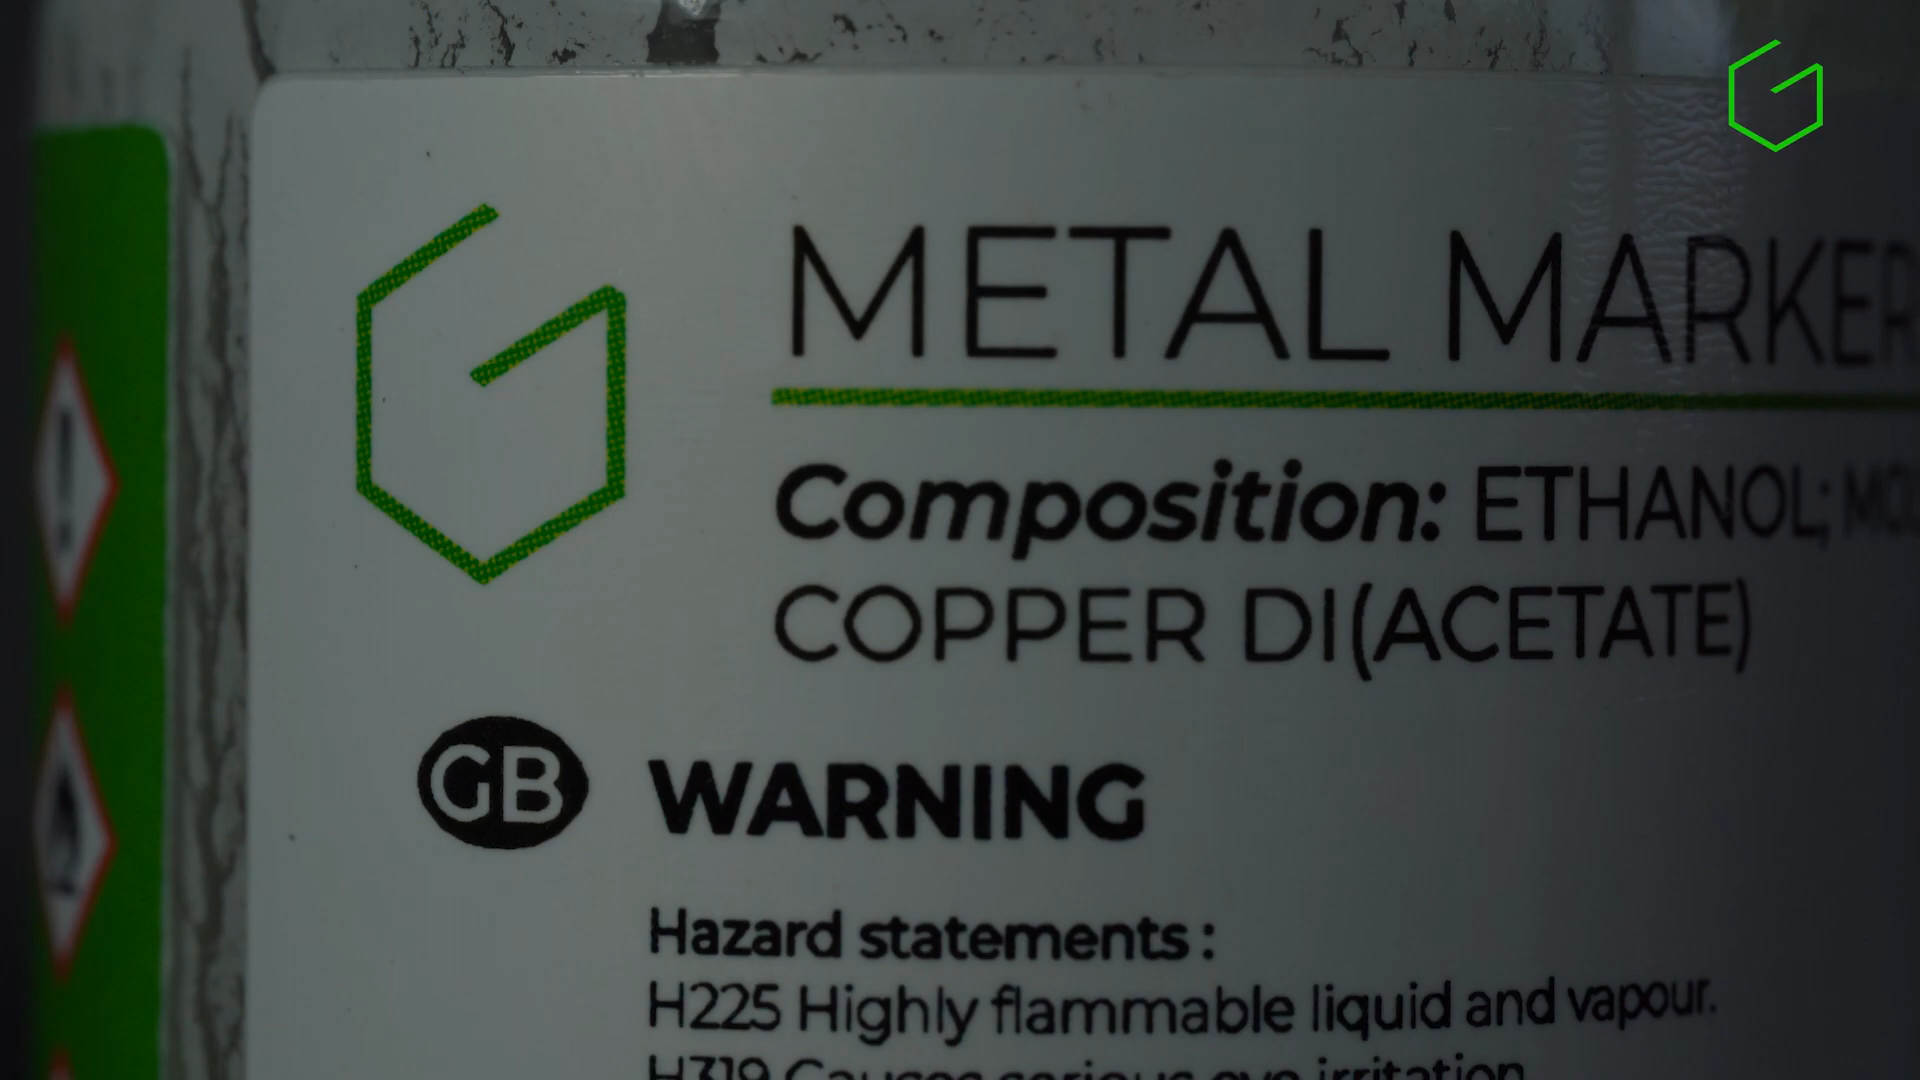 METAL MARKER
Composition: ETHANOL;
COPPER DI(ACETATE)
GB WARNING
Hazard statements :
H225 Highly flammable liquid and vapour.
H319 Causes serious eye irritation